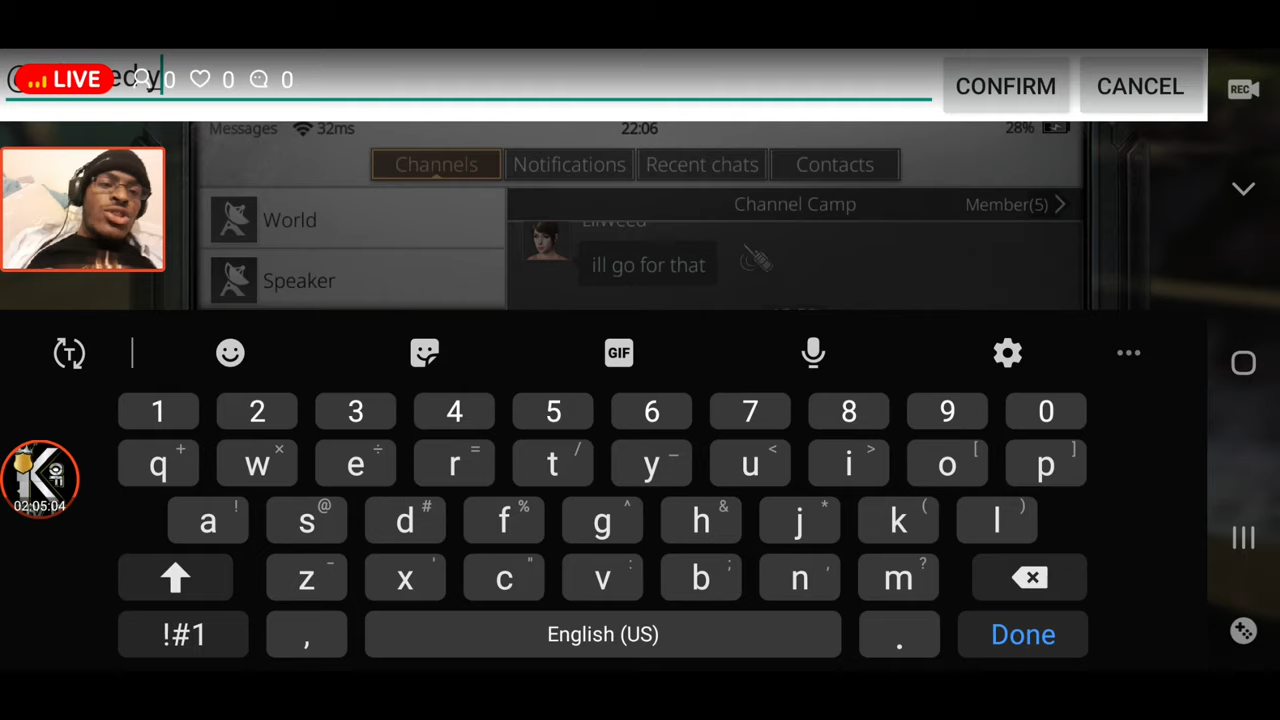 LIVE 0 0 0
CONFIRM CANCEL
Messages 32ms 22:06 28%
Channels Notifications Recent chats Contacts
World
Channel Camp Member(5)
ill go for that
Speaker
GIF
1 2 3 4 5 6 7 8 9 0
q + w × e ÷ r = t / y _ u < i > o [ p ]
K OF
02:05:04
a ! s @ d # f % g ^ h & j * k ( l )
z - x ' c " v : b ; n , m ?
!#1 , English (US) . Done
REC